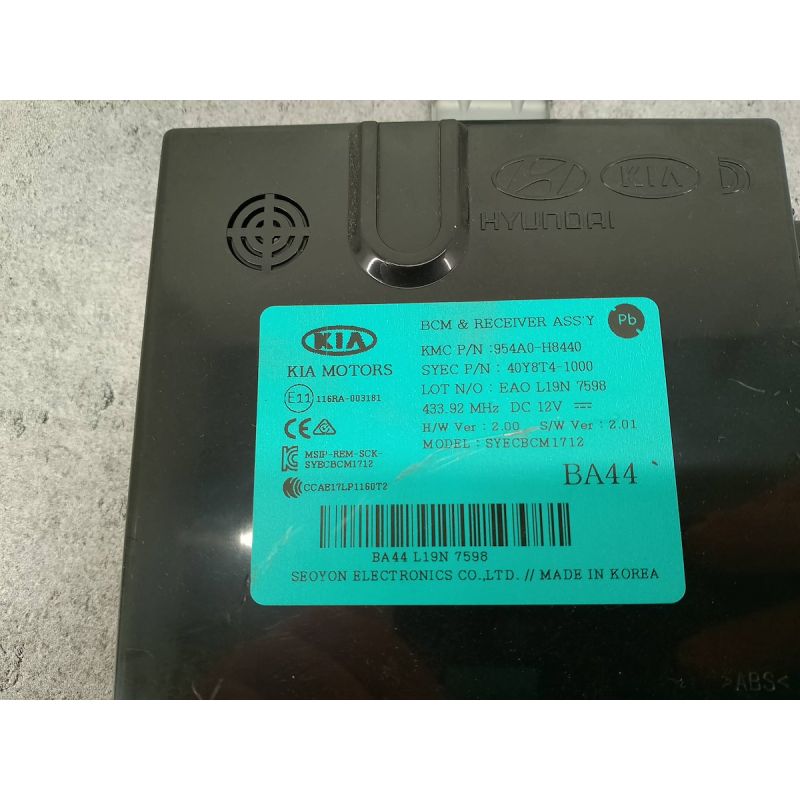 KIA
HYUNDAI
KIA
KIA MOTORS
BCM & RECEIVER ASS'Y
Pb
KMC P/N :954A0-H8440
SYEC P/N : 40Y8T4-1000
LOT N/O : EAO L19N 7598
433.92 MHz DC 12V
H/W Ver : 2.00 S/W Ver : 2.01
MODEL : SYECBCM1712
E11 116RA-003181
CE
MSIP-REM-SCK-
SYECBCM1712
CCAE17LP1160T2
BA44
BA44 L19N 7598
SEOYON ELECTRONICS CO.,LTD. // MADE IN KOREA
>ABS<